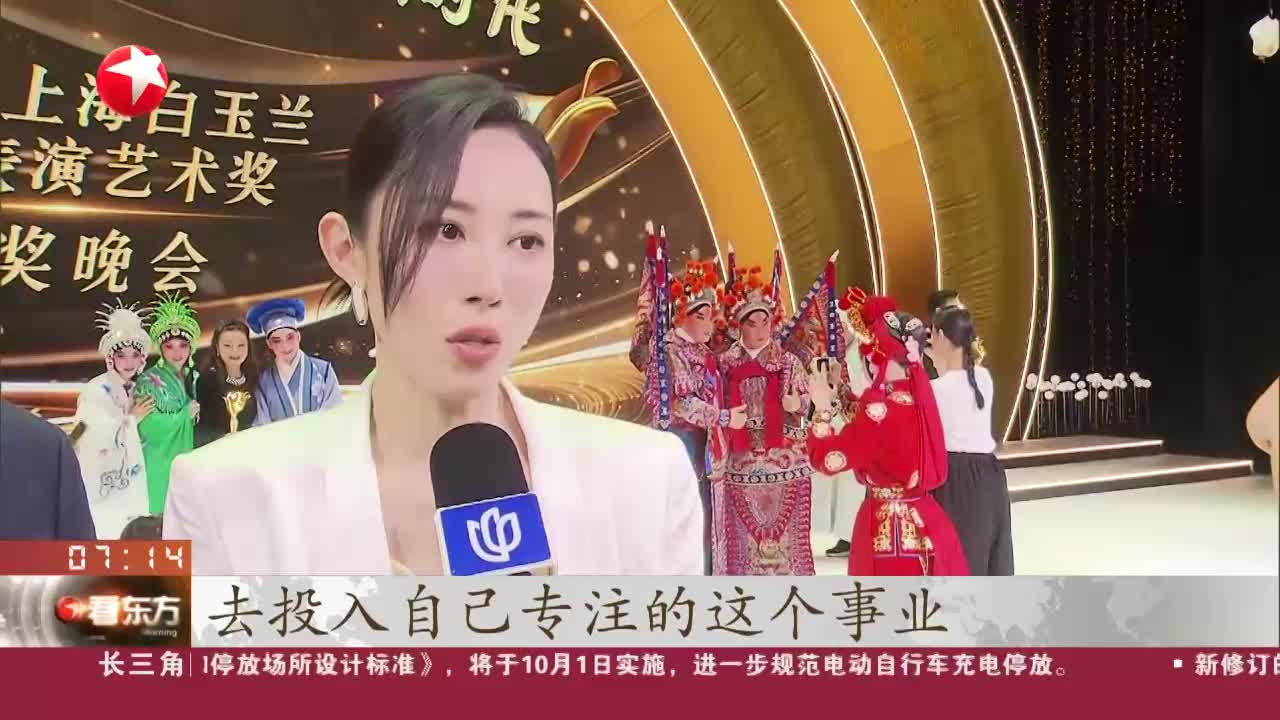 上海白玉兰
表演艺术奖
奖晚会
07:14
看东方
morning
去投入自己专注的这个事业
长三角
停放场所设计标准》，将于10月1日实施，进一步规范电动自行车充电停放。
▪ 新修订的